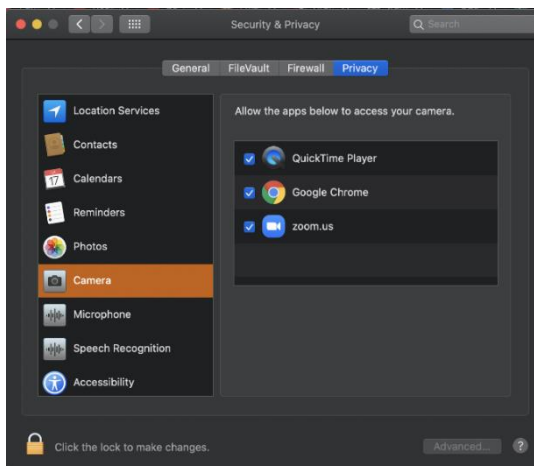 Security & Privacy
Search
General FileVault Firewall Privacy
Location Services
Contacts
17
Calendars
Reminders
Photos
Camera
Microphone
Speech Recognition
Accessibility
Allow the apps below to access your camera.
QuickTime Player
Google Chrome
zoom.us
Click the lock to make changes.
Advanced...
?